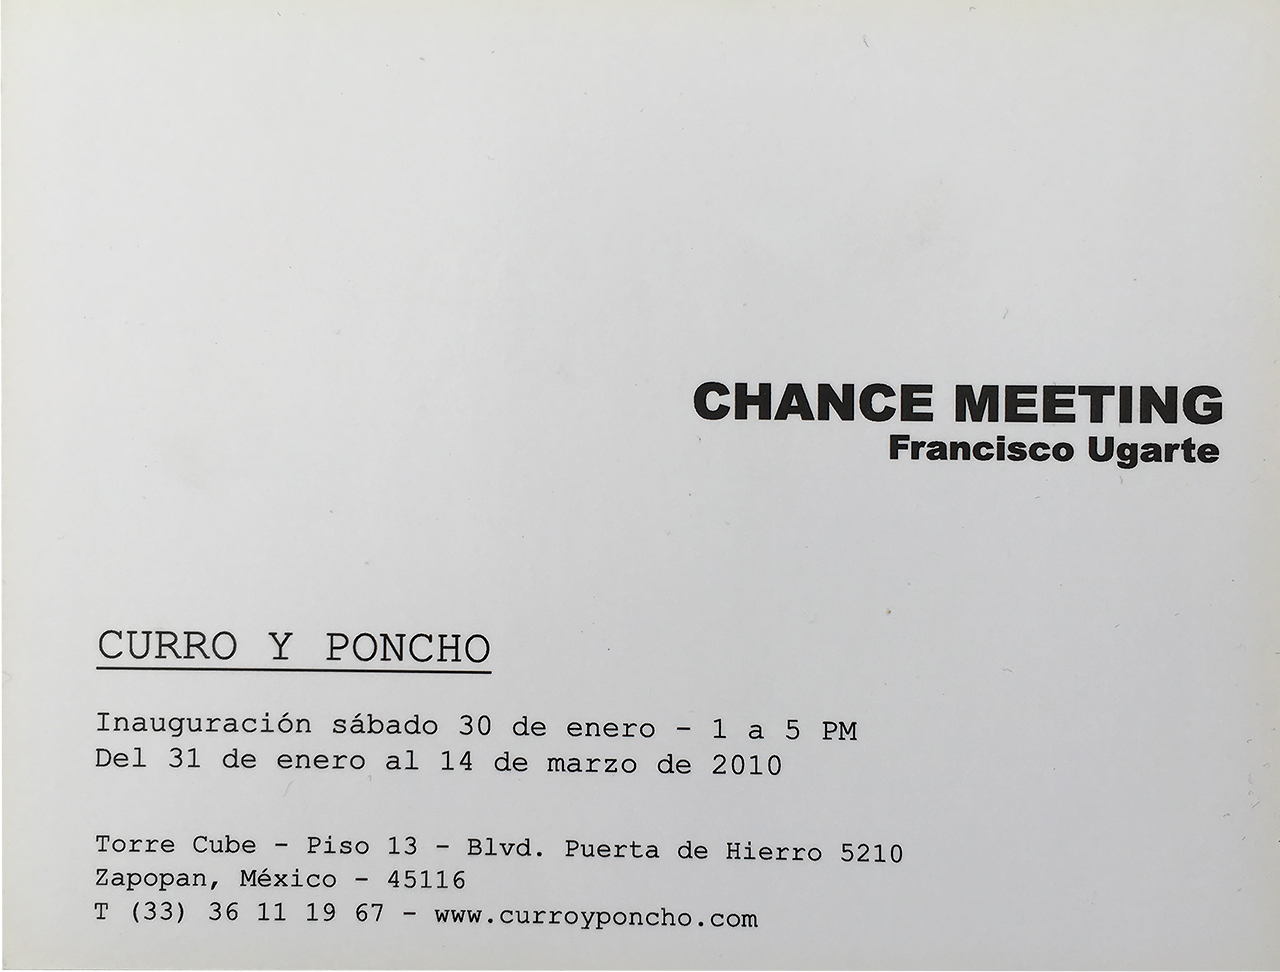 CHANCE MEETING
Francisco Ugarte
CURRO Y PONCHO
Inauguración sábado 30 de enero - 1 a 5 PM
Del 31 de enero al 14 de marzo de 2010
Torre Cube - Piso 13 - Blvd. Puerta de Hierro 5210
Zapopan, México - 45116
T (33) 36 11 19 67 - www.curroyponcho.com